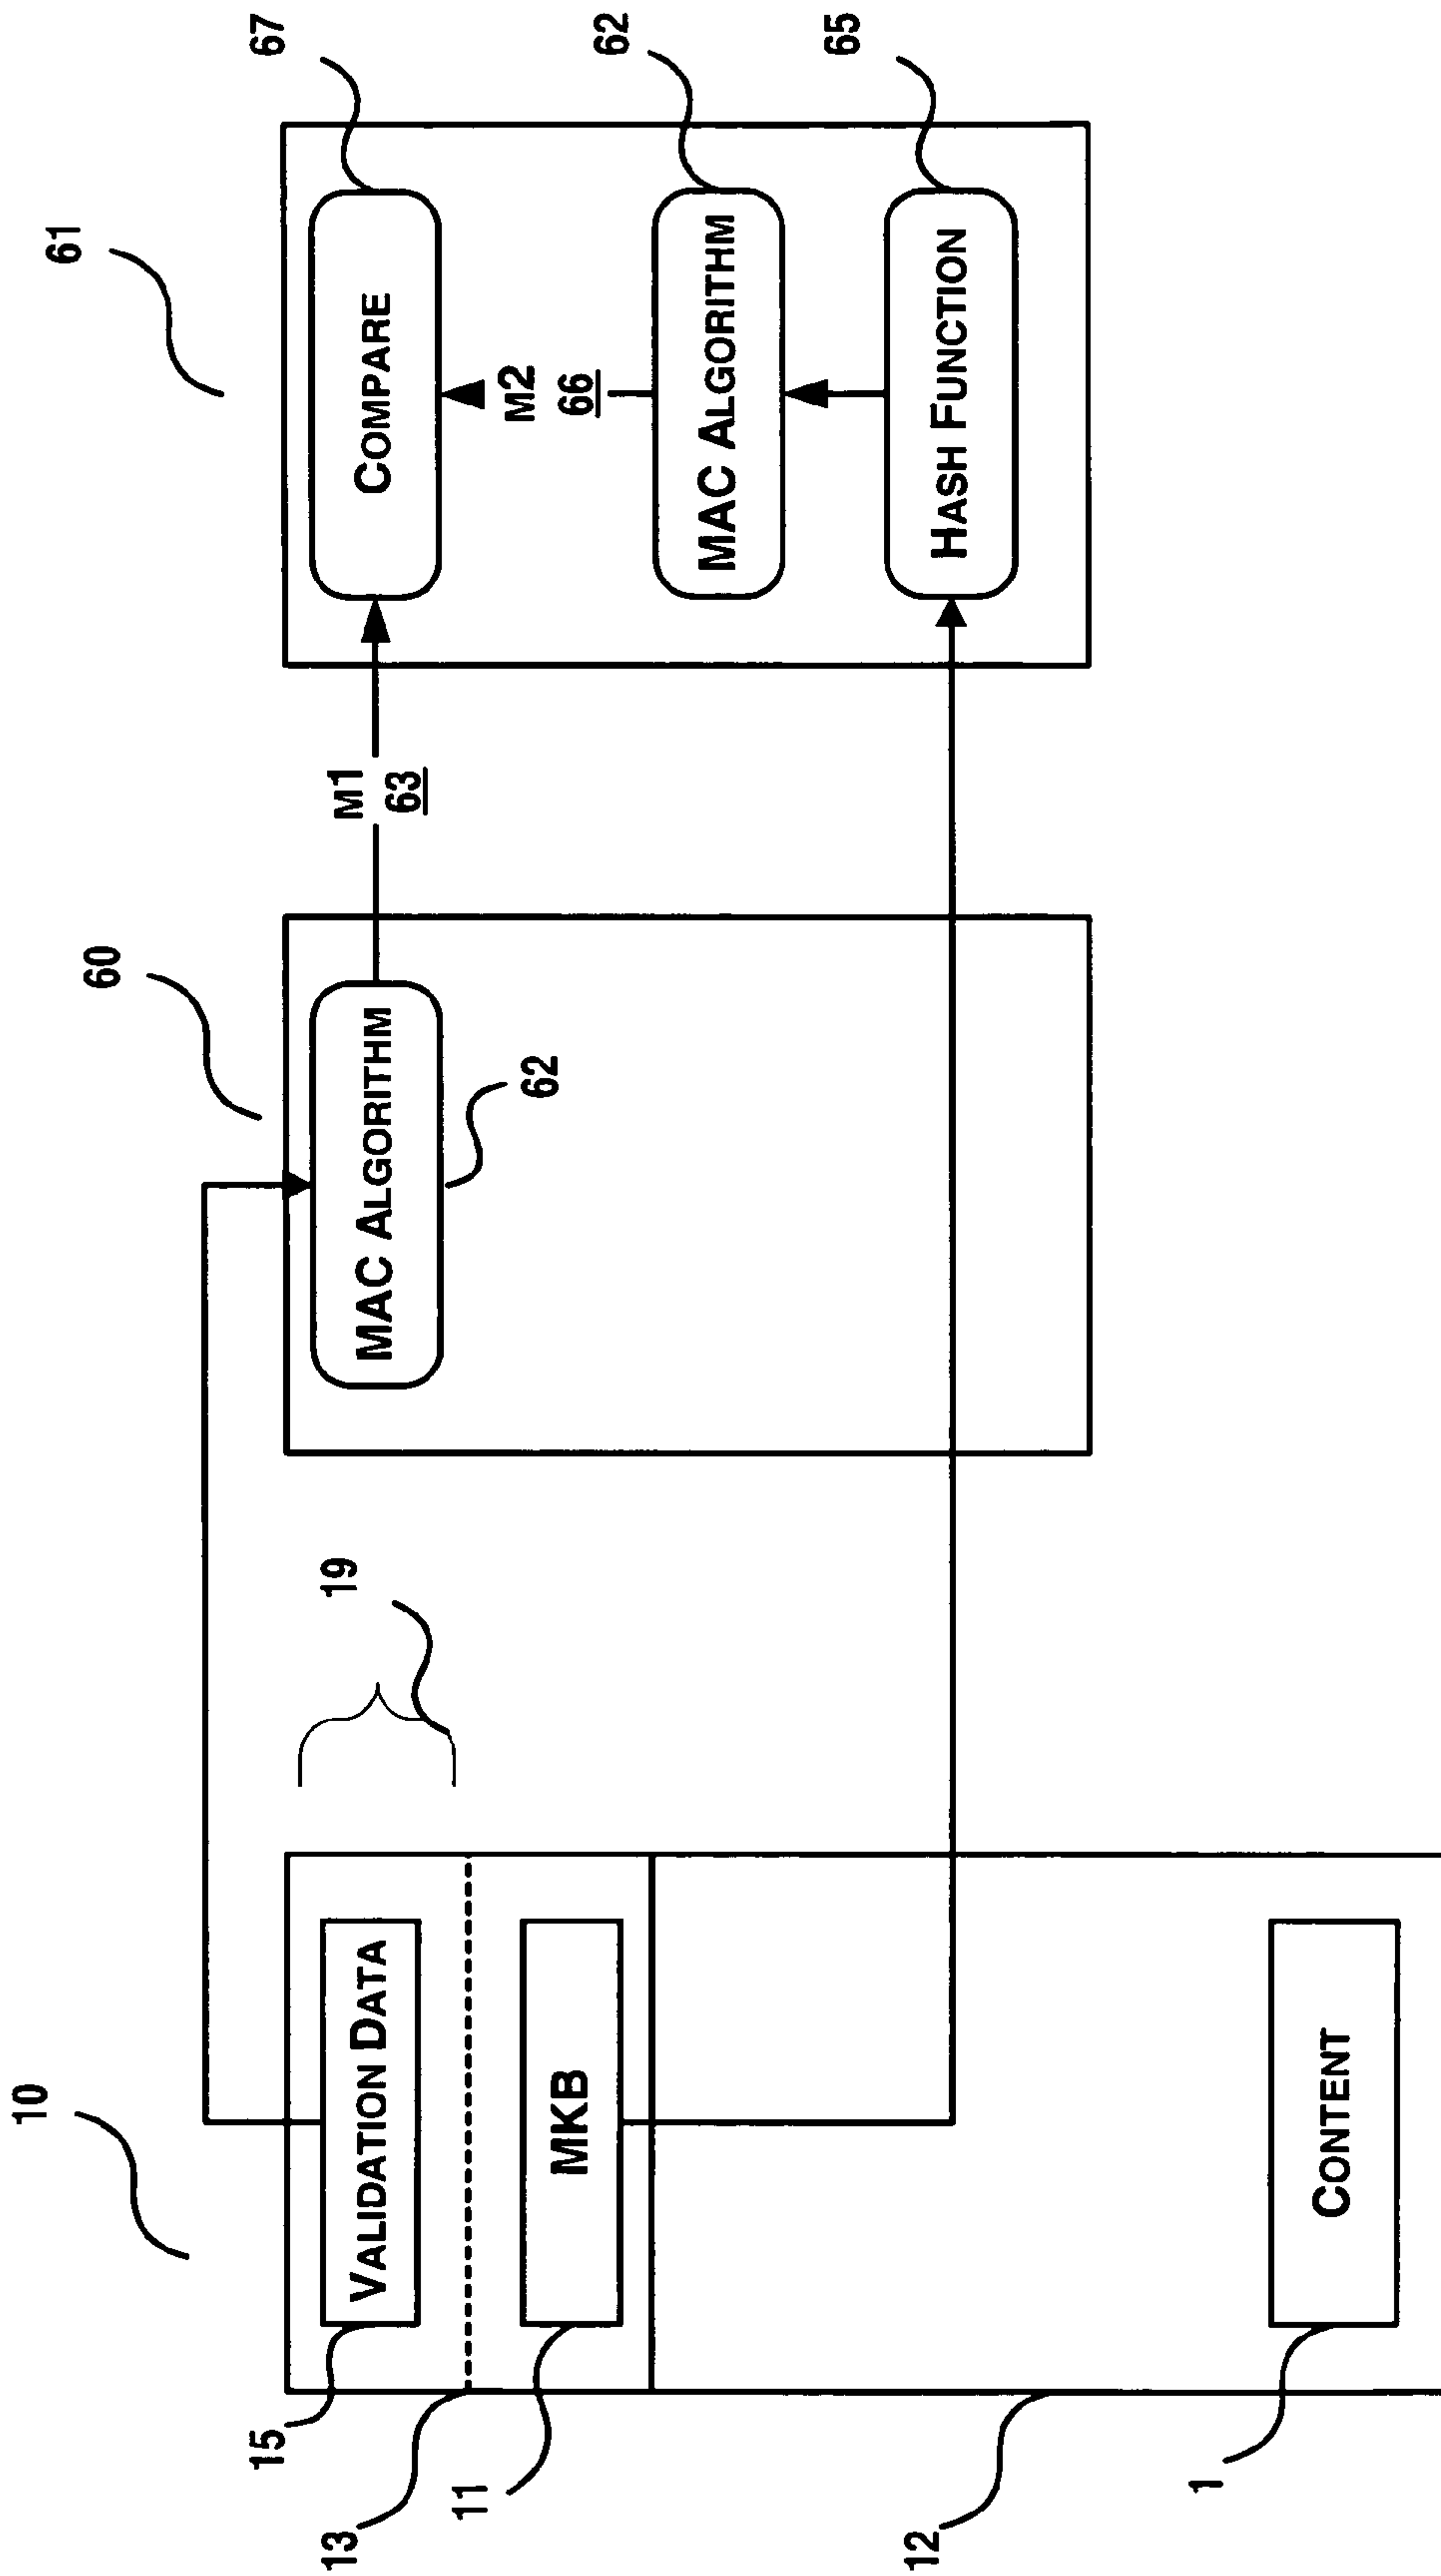 10
15
VALIDATION DATA
19
13
11
MKB
12
1
CONTENT
60
MAC ALGORITHM
62
M1
63
61
67
COMPARE
M2
66
62
MAC ALGORITHM
65
HASH FUNCTION